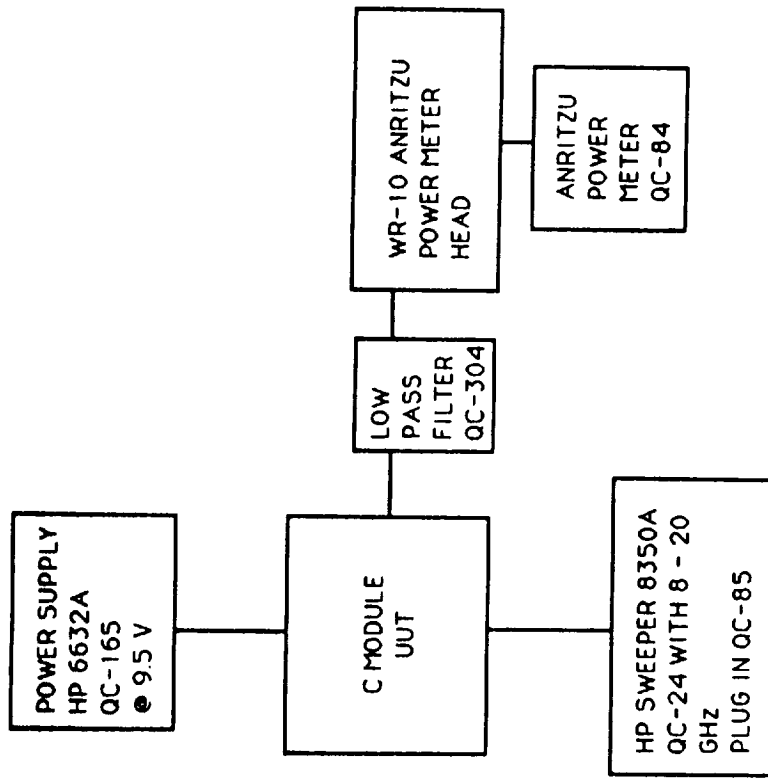 POWER SUPPLY
HP 6632A
QC-165
@ 9.5 V
C MODULE
UUT
HP SWEEPER 8350A
QC-24 WITH 8 - 20
GHz
PLUG IN QC-85
LOW
PASS
FILTER
QC-304
WR-10 ANRITZU
POWER METER
HEAD
ANRITZU
POWER
METER
QC-84